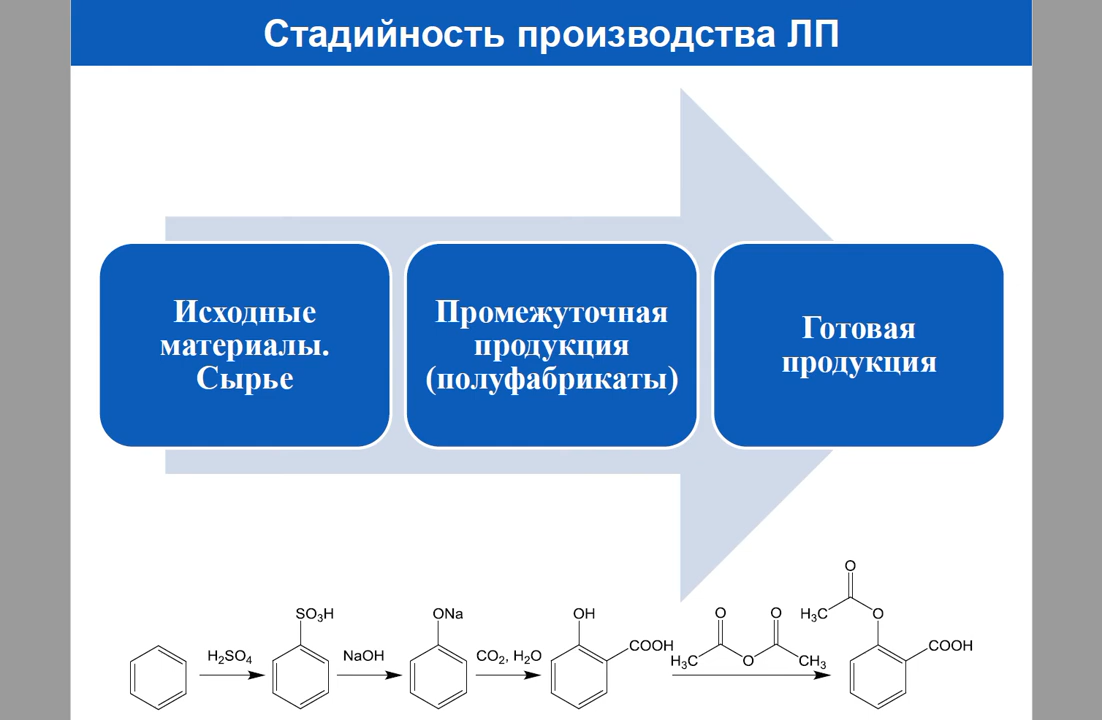 Стадийность производства ЛП
Исходные
материалы.
Сырье
Промежуточная
продукция
(полуфабрикаты)
Готовая
продукция
SO₃H
H₂SO₄
NaOH
ONa
CO₂, H₂O
OH
COOH
O
O
H₃C
O
CH₃
O
H₃C
O
COOH